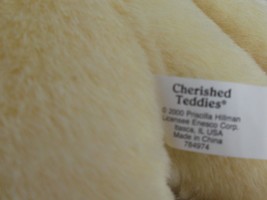 Cherished
Teddies®
© 2000 Priscilla Hillman
Licensee Enesco Corp.
Itasca, IL USA
Made in China
784974